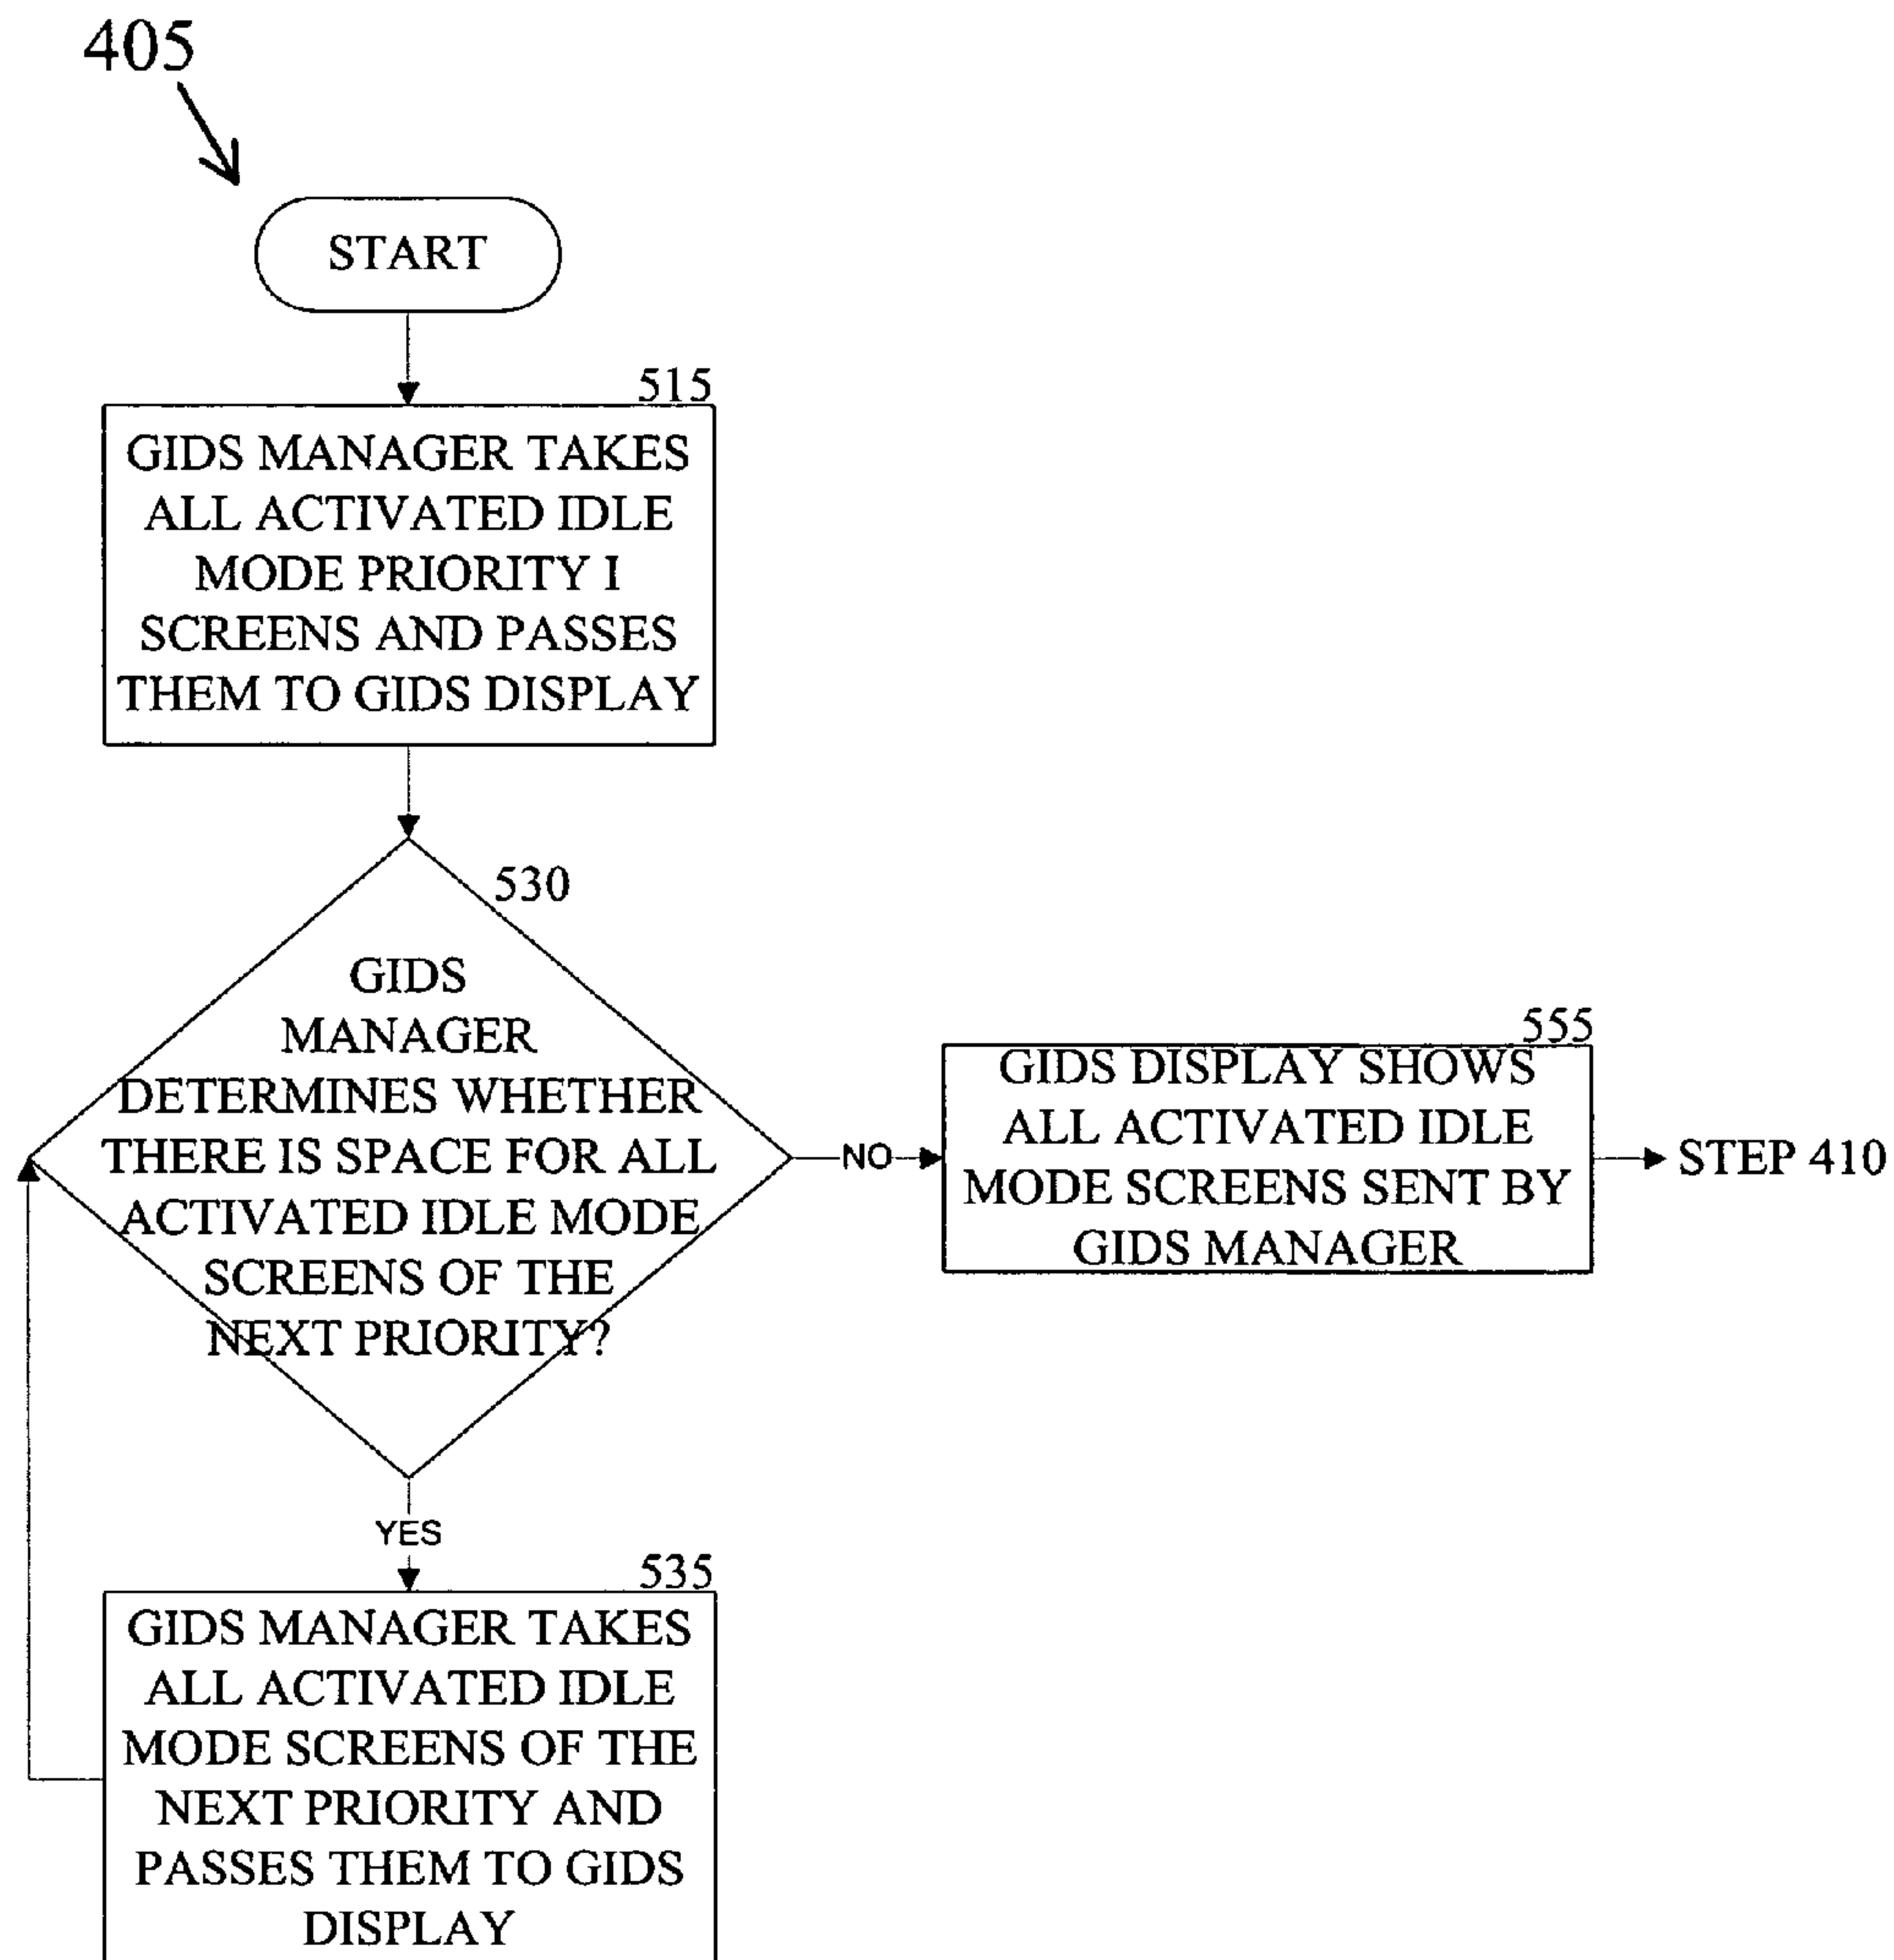 405
START
515
GIDS MANAGER TAKES
ALL ACTIVATED IDLE
MODE PRIORITY I
SCREENS AND PASSES
THEM TO GIDS DISPLAY
530
GIDS
MANAGER
DETERMINES WHETHER
THERE IS SPACE FOR ALL
ACTIVATED IDLE MODE
SCREENS OF THE
NEXT PRIORITY?
NO
555
GIDS DISPLAY SHOWS
ALL ACTIVATED IDLE
MODE SCREENS SENT BY
GIDS MANAGER
STEP 410
YES
535
GIDS MANAGER TAKES
ALL ACTIVATED IDLE
MODE SCREENS OF THE
NEXT PRIORITY AND
PASSES THEM TO GIDS
DISPLAY